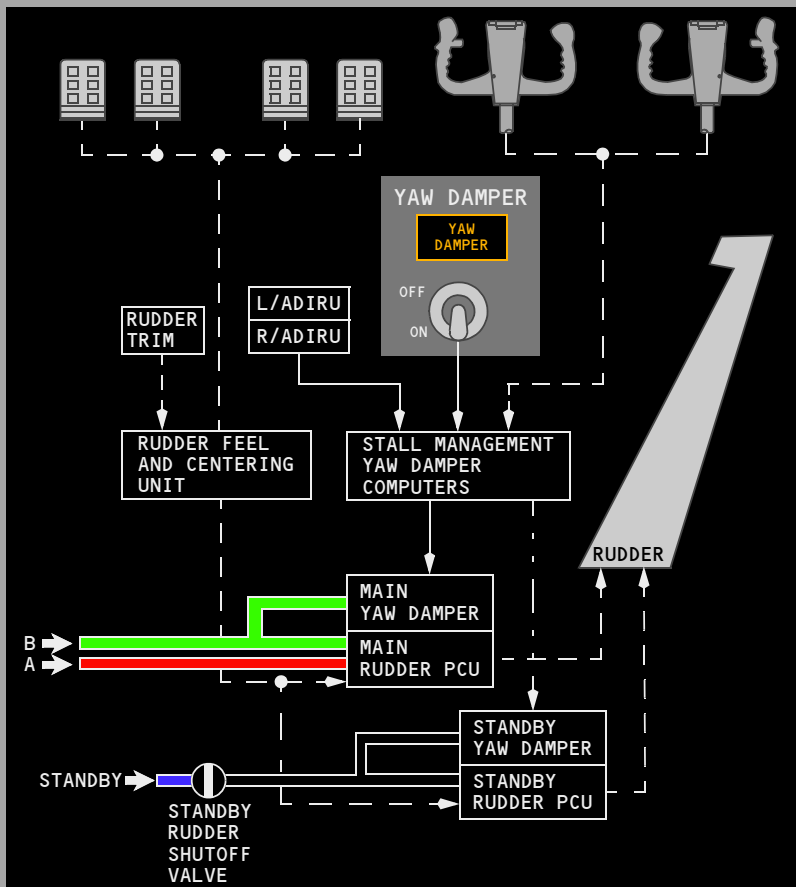 YAW DAMPER
YAW
DAMPER
OFF
ON
L/ADIRU
R/ADIRU
RUDDER
TRIM
RUDDER FEEL
AND CENTERING
UNIT
STALL MANAGEMENT
YAW DAMPER
COMPUTERS
RUDDER
MAIN
YAW DAMPER
MAIN
RUDDER PCU
B
A
STANDBY
YAW DAMPER
STANDBY
RUDDER PCU
STANDBY
STANDBY
RUDDER
SHUTOFF
VALVE